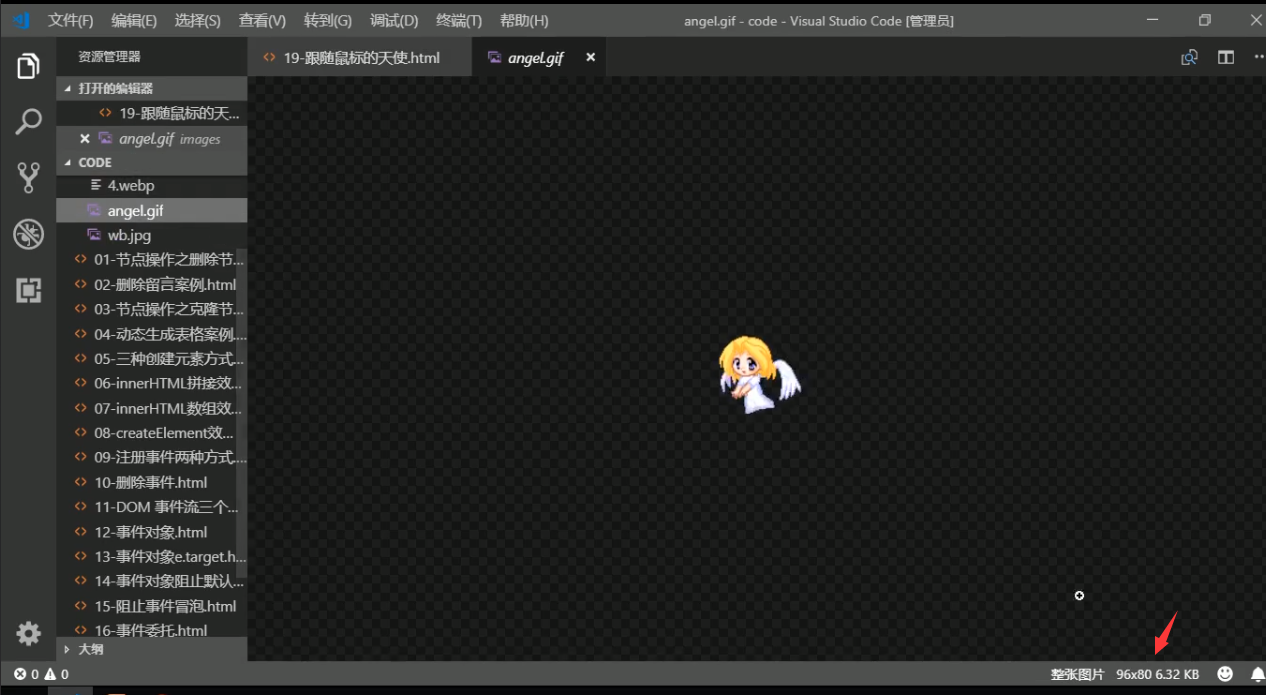 文件(F) 编辑(E) 选择(S) 查看(V) 转到(G) 调试(D) 终端(T) 帮助(H) angel.gif - code - Visual Studio Code [管理员]
资源管理器
19-跟随鼠标的天使.html
angel.gif
打开的编辑器
19-跟随鼠标的天...
angel.gif images
CODE
4.webp
angel.gif
wb.jpg
01-节点操作之删除节...
02-删除留言案例.html
03-节点操作之克隆节...
04-动态生成表格案例....
05-三种创建元素方式...
06-innerHTML拼接效...
07-innerHTML数组效...
08-createElement效...
09-注册事件两种方式....
10-删除事件.html
11-DOM 事件流三个...
12-事件对象.html
13-事件对象e.target.h...
14-事件对象阻止默认...
15-阻止事件冒泡.html
16-事件委托.html
大纲
0 0 整张图片 96x80 6.32 KB